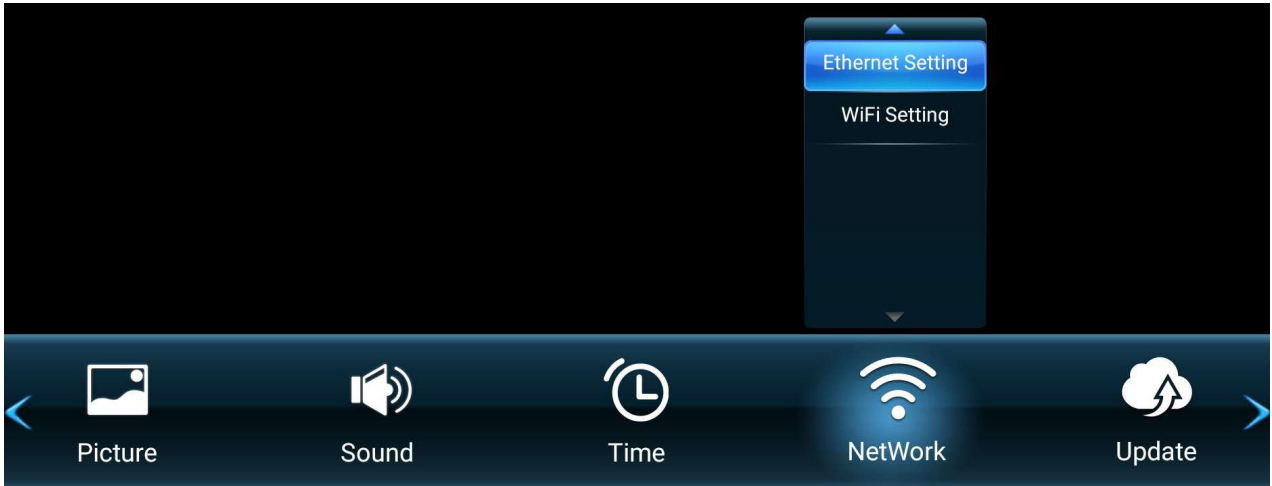 Ethernet Setting
WiFi Setting
Picture
Sound
Time
NetWork
Update